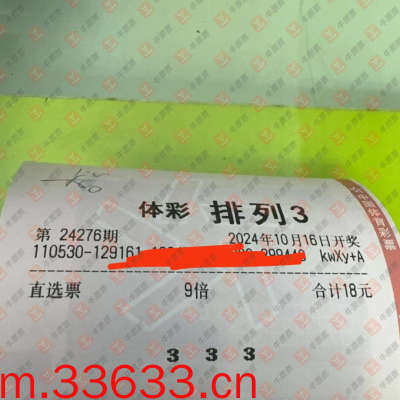 体彩 排列3
第 24276期 2024年10月16日开奖
110530-129161 kwXy+A
直选票 9倍 合计18元
3 3 3
m.33633.cn